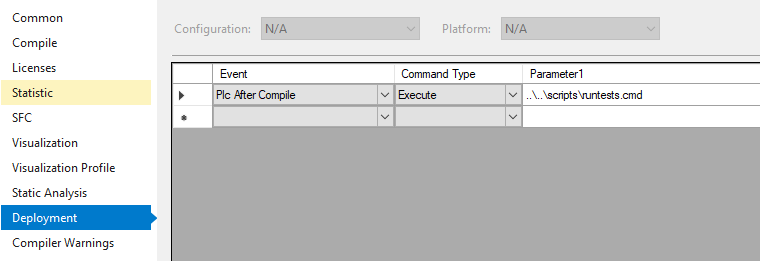 Common
Compile
Licenses
Statistic
SFC
Visualization
Visualization Profile
Static Analysis
Deployment
Compiler Warnings
Configuration: N/A Platform: N/A
Event Command Type Parameter1
Plc After Compile Execute ..\..\scripts\runtests.cmd